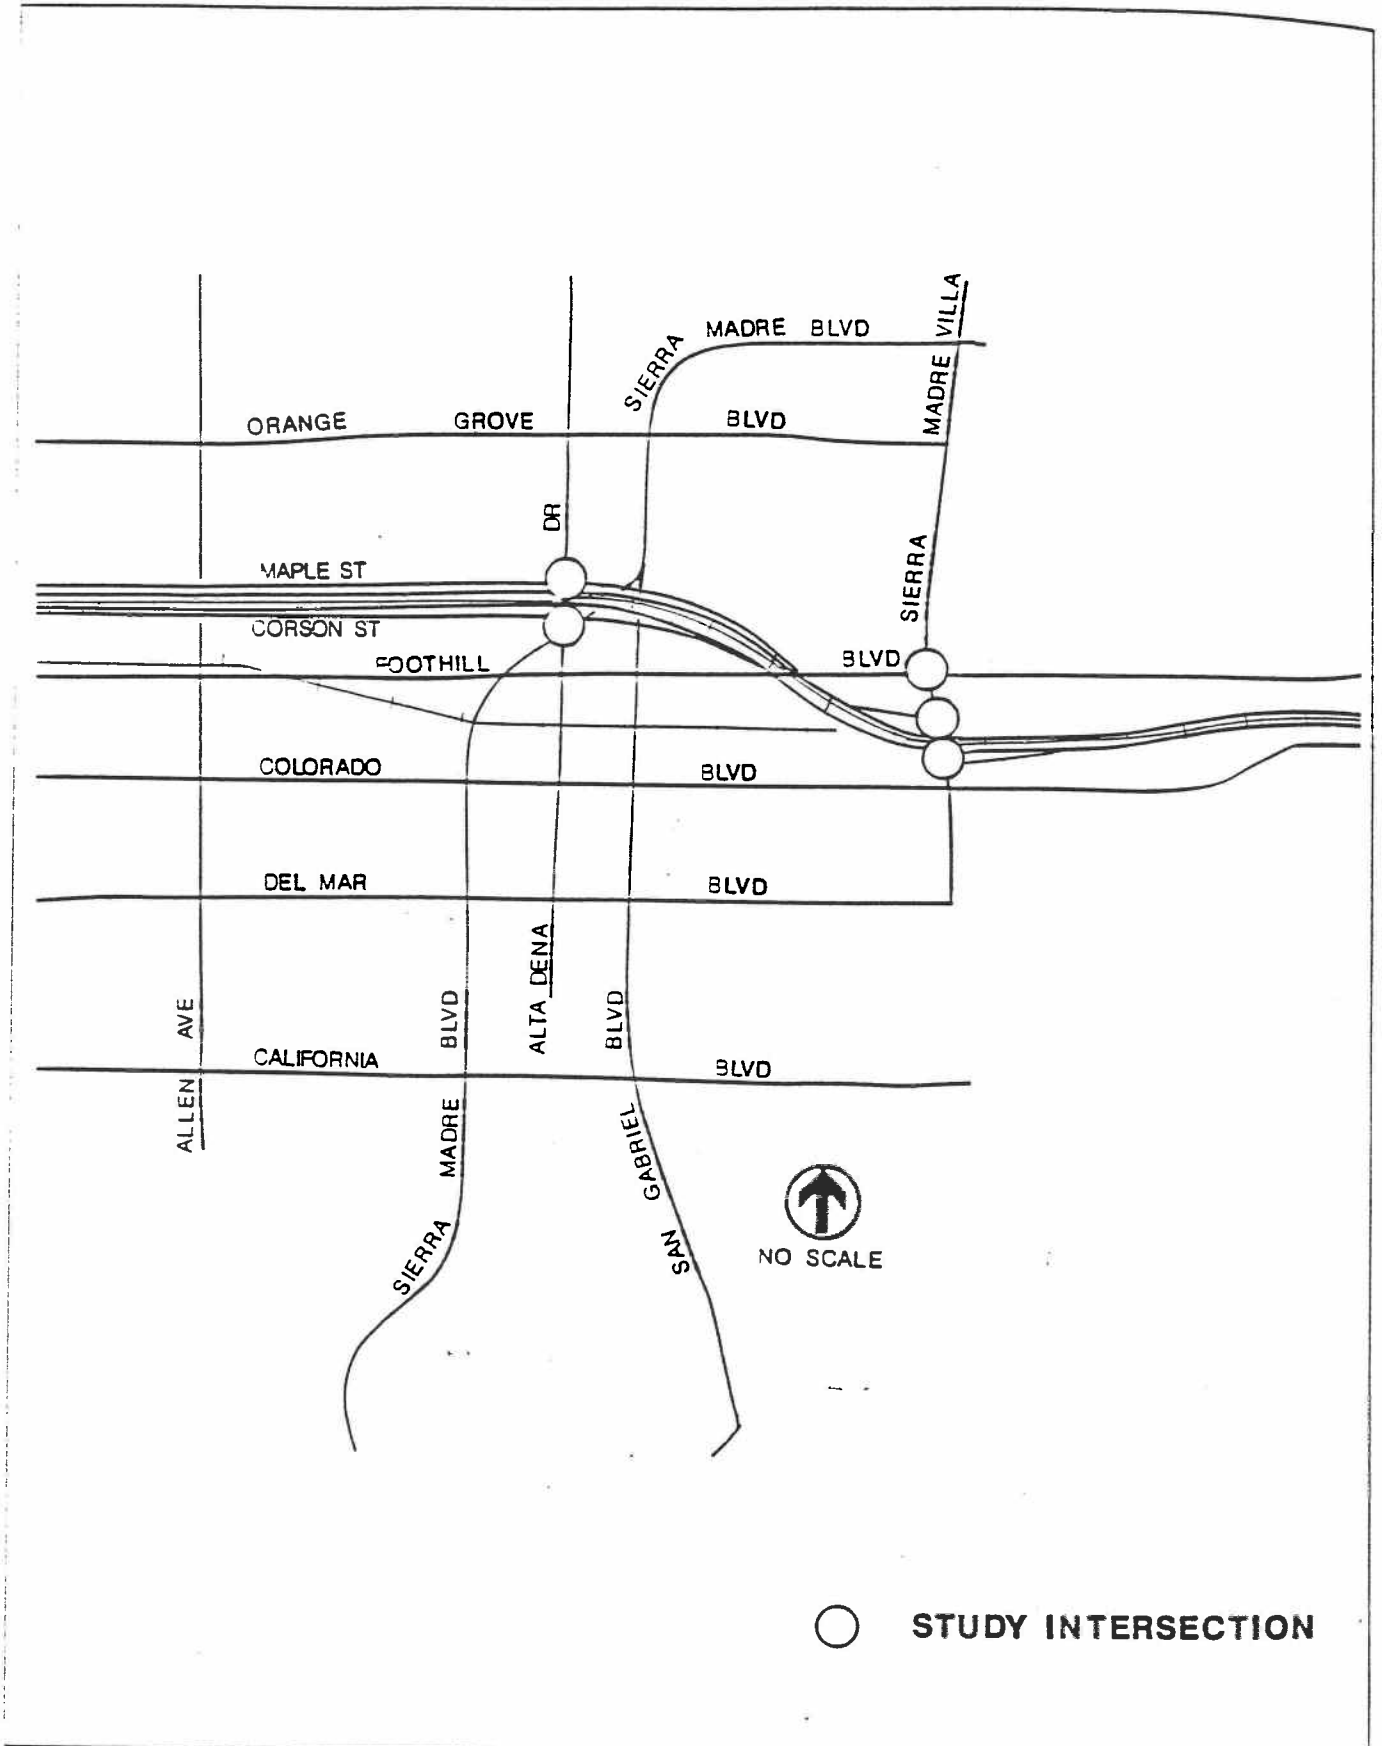 SIERRA MADRE BLVD
SIERRA MADRE VILLA
ORANGE GROVE BLVD
DR
MAPLE ST
CORSON ST
FOOTHILL BLVD
COLORADO BLVD
DEL MAR BLVD
ALLEN AVE
SIERRA MADRE BLVD
ALTA DENA
SAN GABRIEL BLVD
CALIFORNIA BLVD
NO SCALE
STUDY INTERSECTION